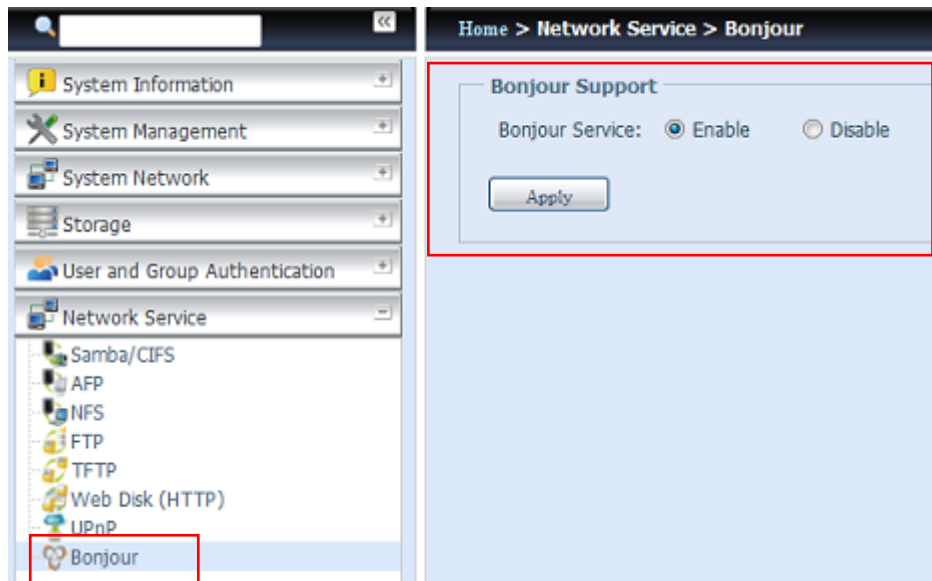 Home > Network Service > Bonjour
System Information
System Management
System Network
Storage
User and Group Authentication
Network Service
Samba/CIFS
AFP
NFS
FTP
TFTP
Web Disk (HTTP)
UPnP
Bonjour
Bonjour Support
Bonjour Service: Enable Disable
Apply